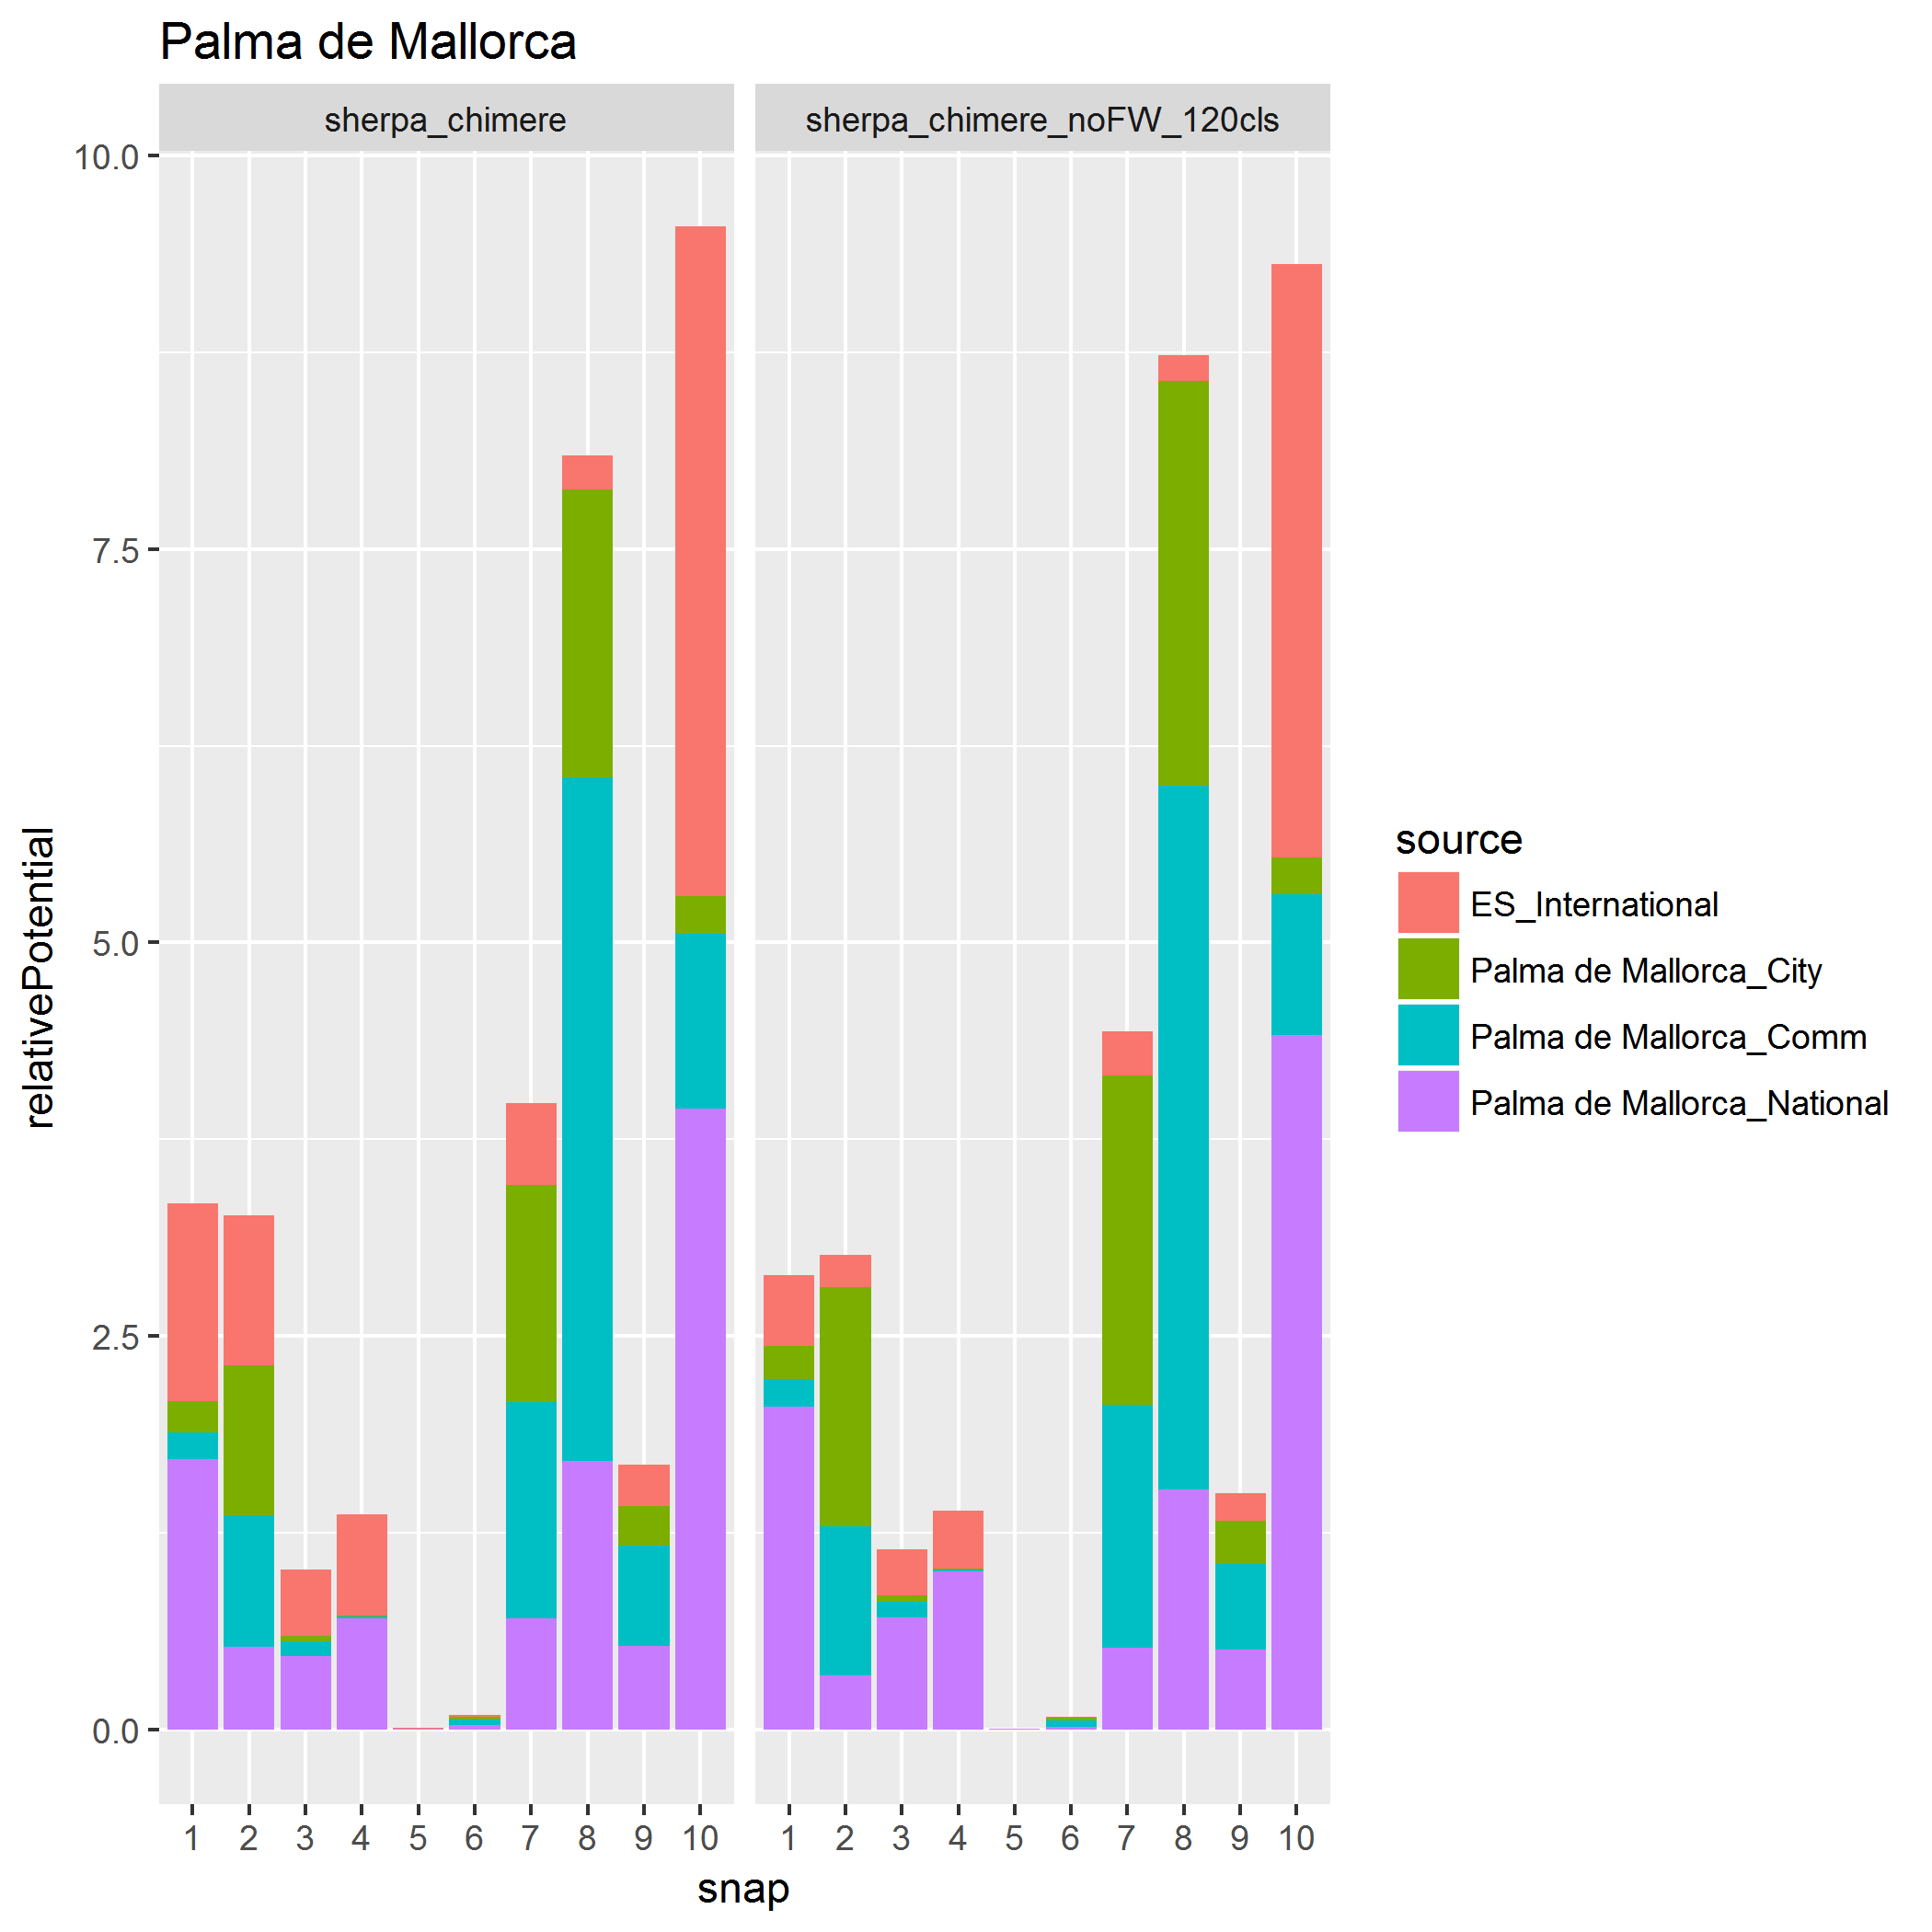 Palma de Mallorca
sherpa_chimere
sherpa_chimere_noFW_120cls
10.0
7.5
5.0
2.5
0.0
relativePotential
1 2 3 4 5 6 7 8 9 10
1 2 3 4 5 6 7 8 9 10
snap
source
ES_International
Palma de Mallorca_City
Palma de Mallorca_Comm
Palma de Mallorca_National